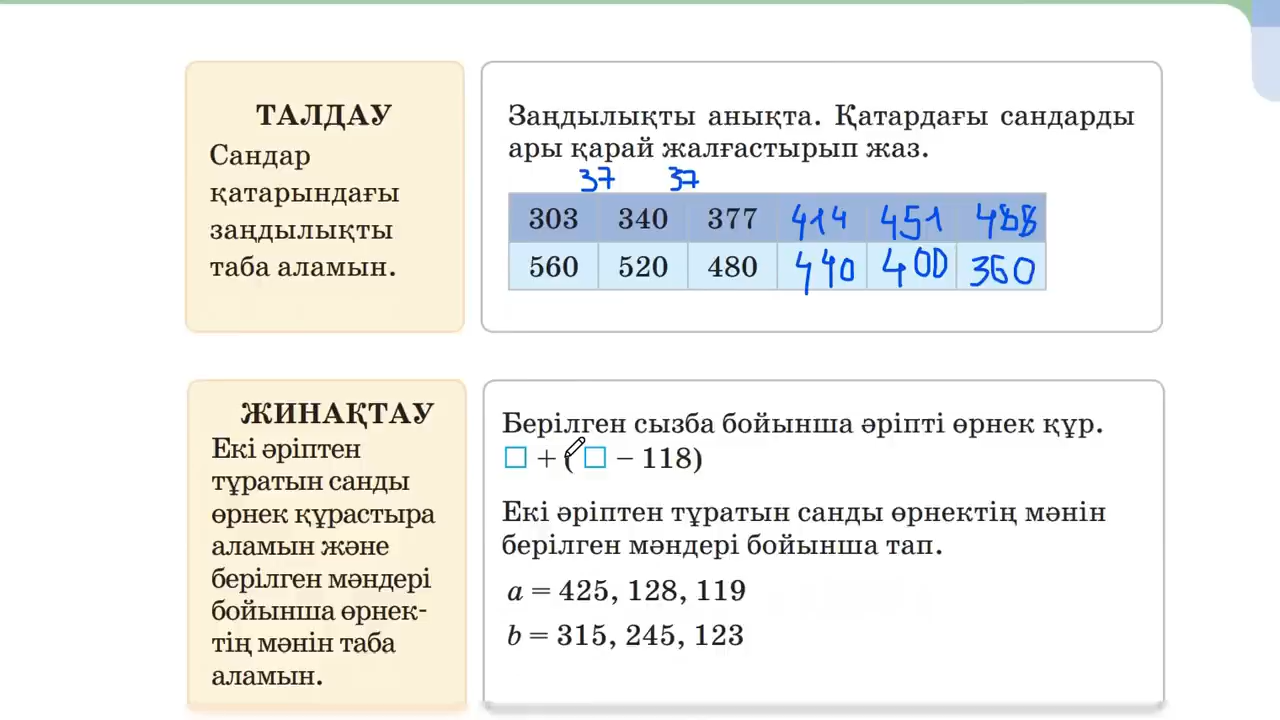 ТАЛДАУ
Сандар
қатарындағы
заңдылықты
таба аламын.
Заңдылықты анықта. Қатардағы сандарды
ары қарай жалғастырып жаз.
37 37
303 340 377 414 451 488
560 520 480 440 400 360
ЖИНАҚТАУ
Екі әріптен
тұратын санды
өрнек құрастыра
аламын және
берілген мәндері
бойынша өрнек-
тің мәнін таба
аламын.
Берілген сызба бойынша әріпті өрнек құр.
□ + (□ − 118)
Екі әріптен тұратын санды өрнектің мәнін
берілген мәндері бойынша тап.
a = 425, 128, 119
b = 315, 245, 123